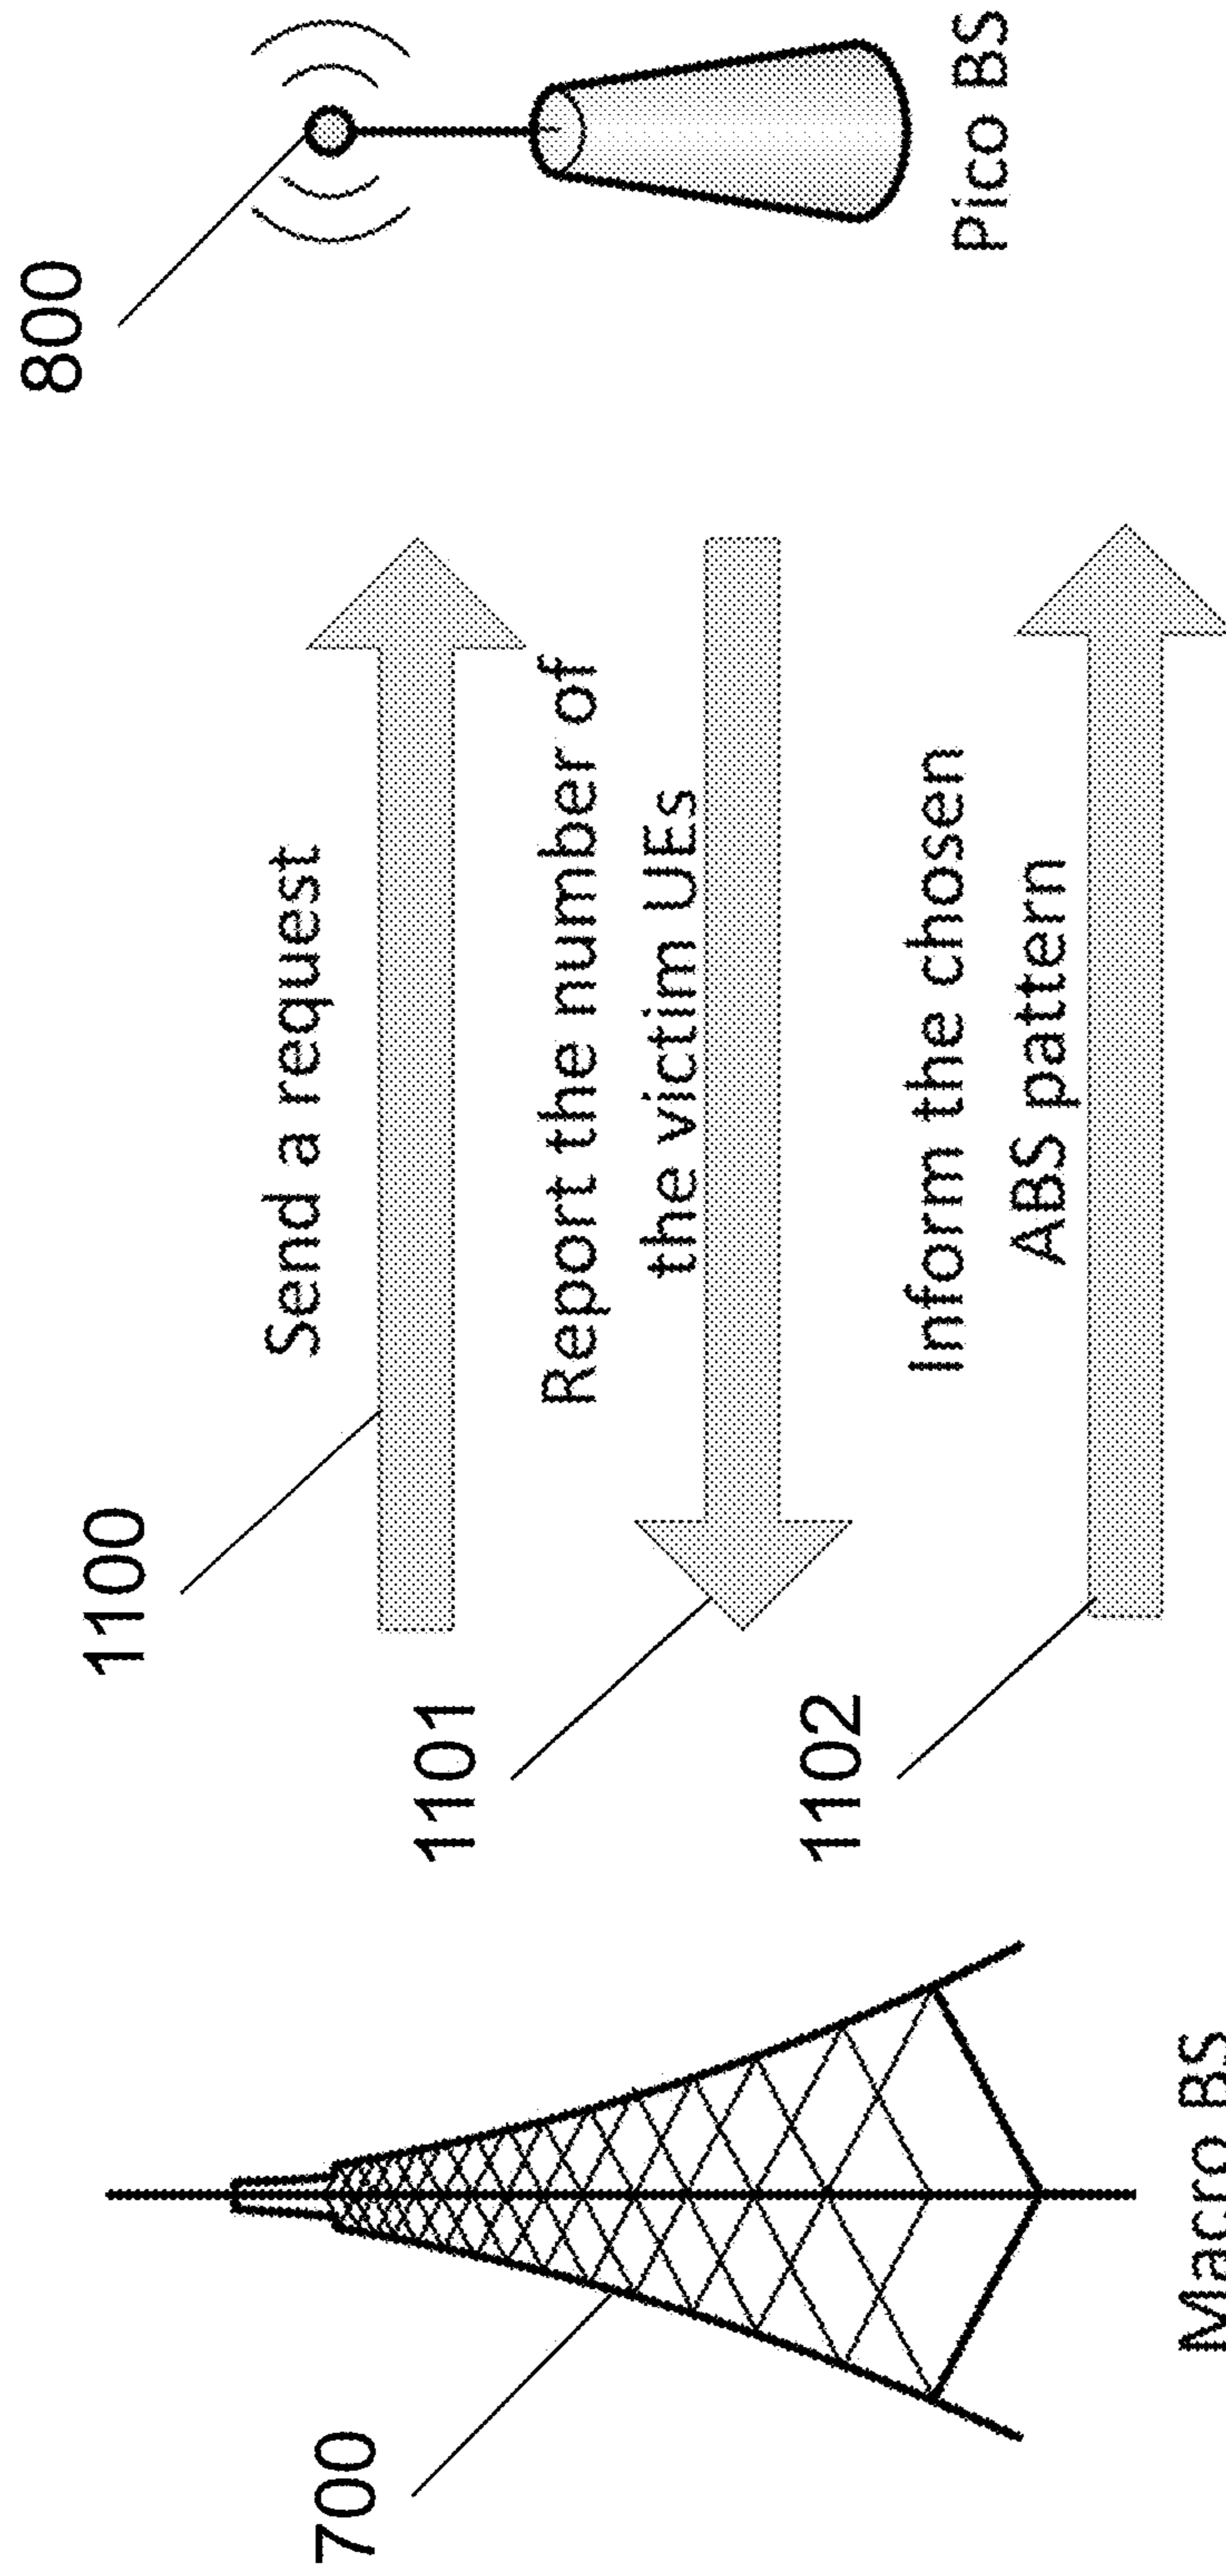 800
1100
Send a request
1101
Report the number of
the victim UEs
1102
Inform the chosen
ABS pattern
700
Macro BS
Pico BS